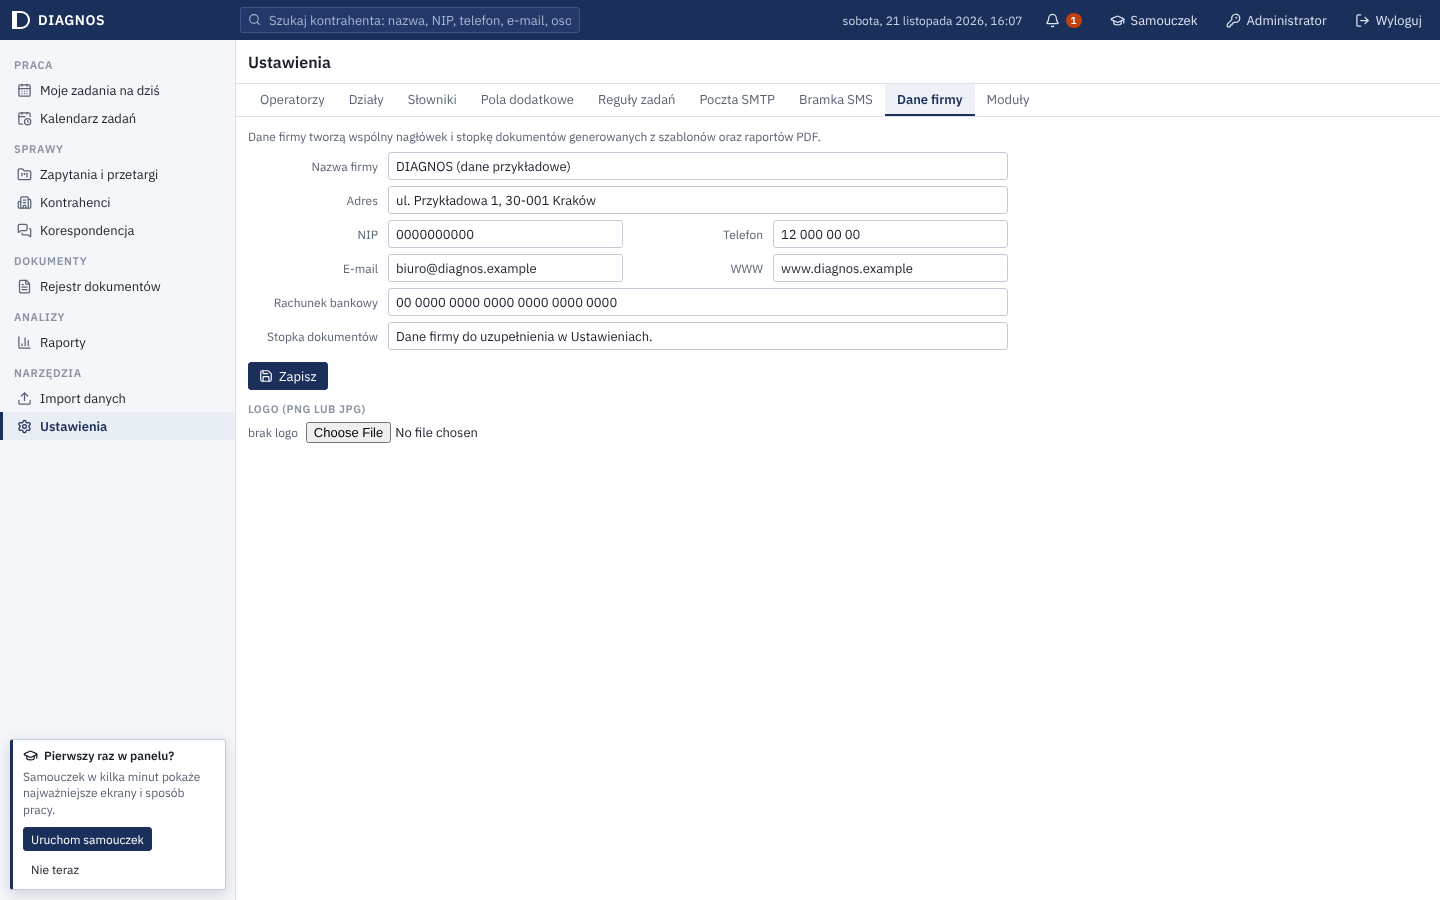 DIAGNOS
Szukaj kontrahenta: nazwa, NIP, telefon, e-mail, oso
sobota, 21 listopada 2026, 16:07
1
Samouczek
Administrator
Wyloguj
PRACA
Moje zadania na dziś
Kalendarz zadań
SPRAWY
Zapytania i przetargi
Kontrahenci
Korespondencja
DOKUMENTY
Rejestr dokumentów
ANALIZY
Raporty
NARZĘDZIA
Import danych
Ustawienia
Pierwszy raz w panelu?
Samouczek w kilka minut pokaże
najważniejsze ekrany i sposób
pracy.
Uruchom samouczek
Nie teraz
Ustawienia
Operatorzy Działy Słowniki Pola dodatkowe Reguły zadań Poczta SMTP Bramka SMS Dane firmy Moduły
Dane firmy tworzą wspólny nagłówek i stopkę dokumentów generowanych z szablonów oraz raportów PDF.
Nazwa firmy DIAGNOS (dane przykładowe)
Adres ul. Przykładowa 1, 30-001 Kraków
NIP 0000000000 Telefon 12 000 00 00
E-mail biuro@diagnos.example WWW www.diagnos.example
Rachunek bankowy 00 0000 0000 0000 0000 0000 0000
Stopka dokumentów Dane firmy do uzupełnienia w Ustawieniach.
Zapisz
LOGO (PNG LUB JPG)
brak logo Choose File No file chosen